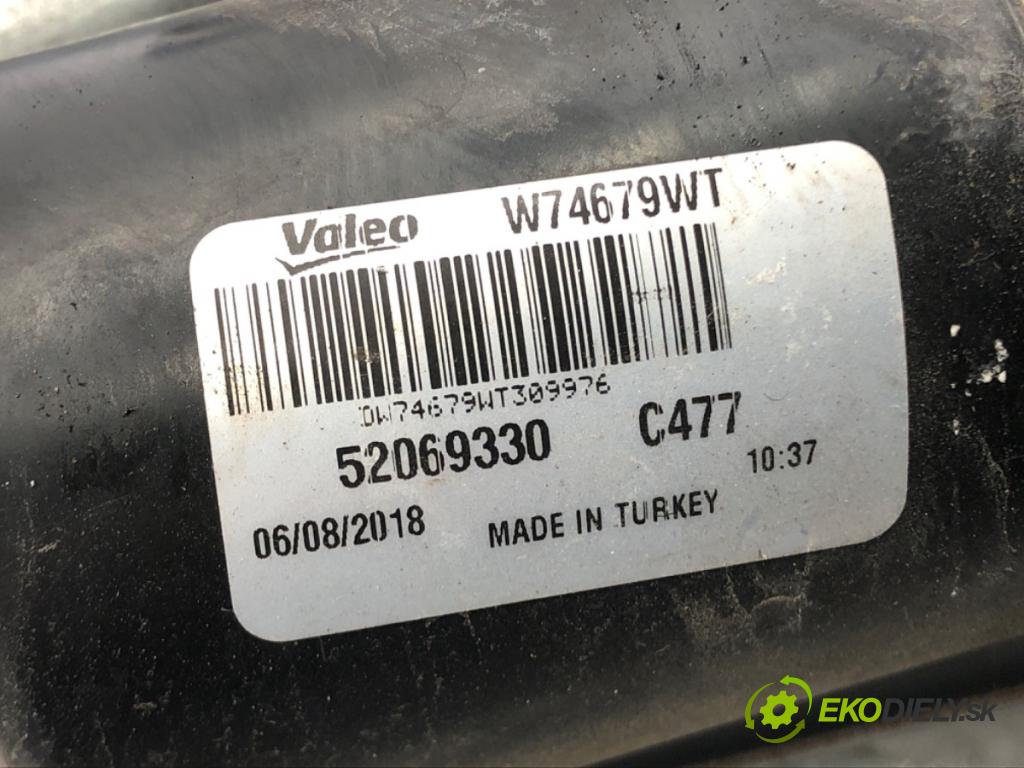 Valeo W74679WT
DW74679WT309976
52069330 C477
10:37
06/08/2018 MADE IN TURKEY
EKODIELY.SK